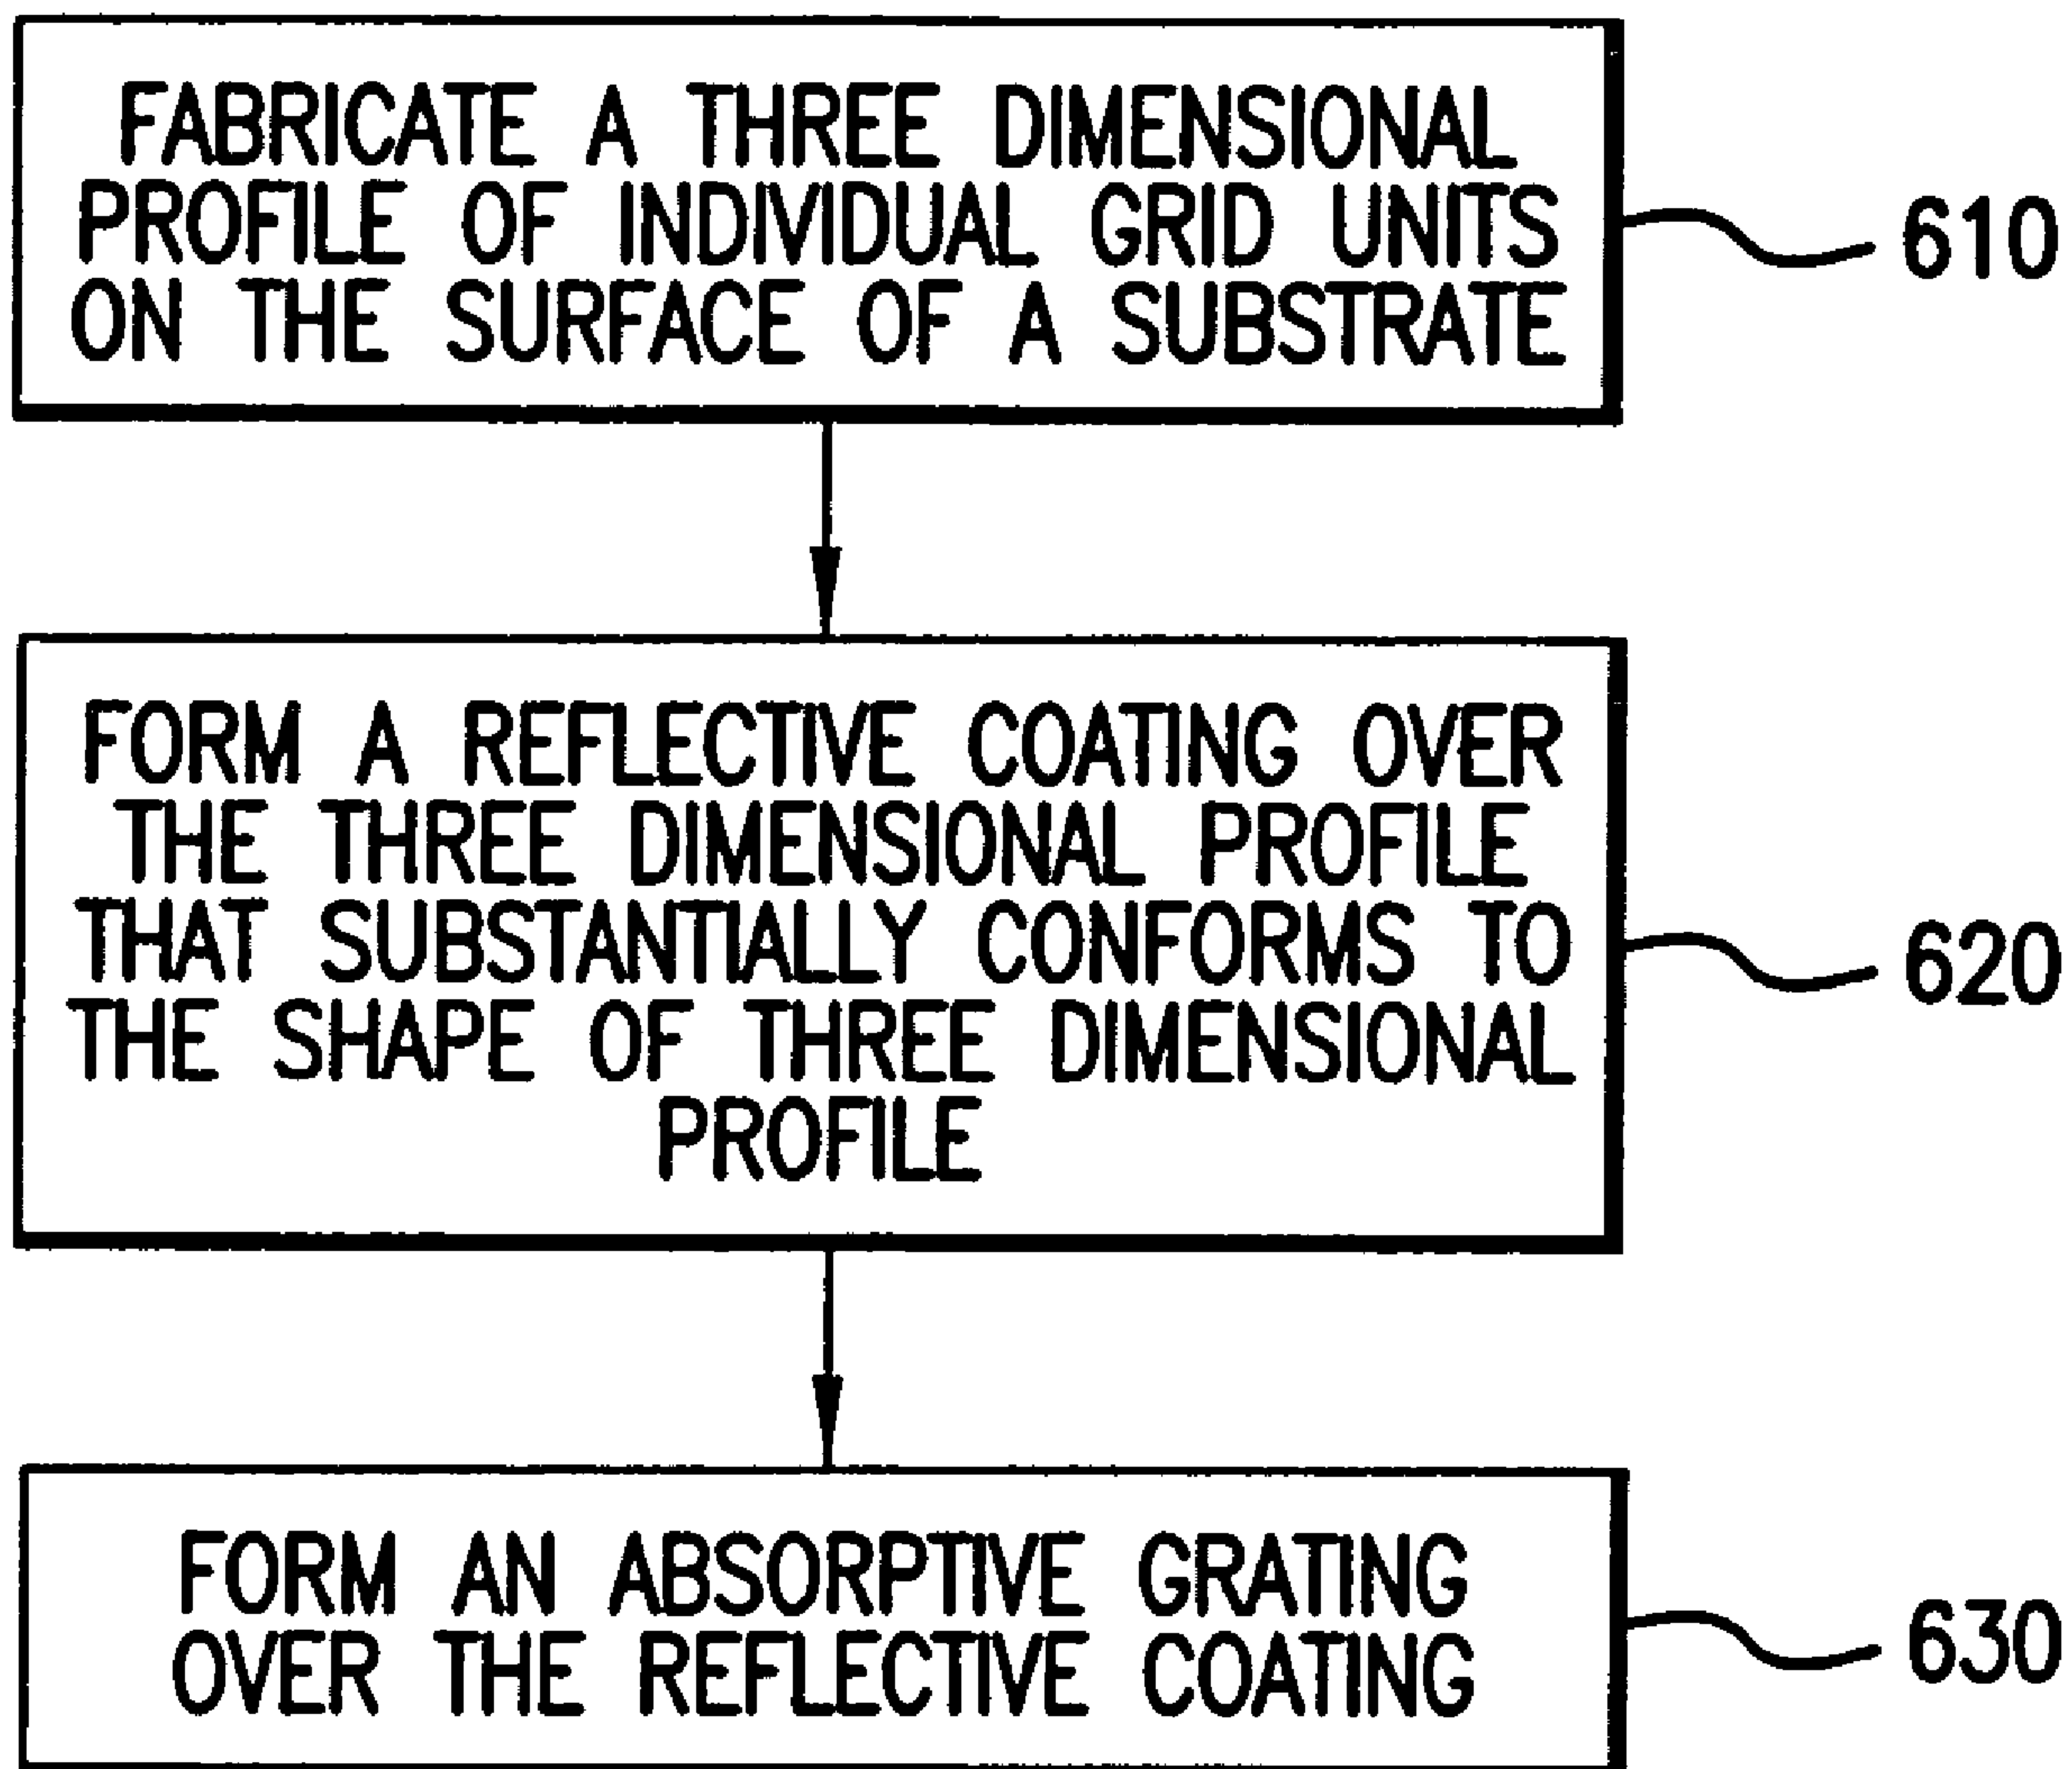 FABRICATE A THREE DIMENSIONAL
PROFILE OF INDIVIDUAL GRID UNITS
ON THE SURFACE OF A SUBSTRATE
610
FORM A REFLECTIVE COATING OVER
THE THREE DIMENSIONAL PROFILE
THAT SUBSTANTIALLY CONFORMS TO
THE SHAPE OF THREE DIMENSIONAL
PROFILE
620
FORM AN ABSORPTIVE GRATING
OVER THE REFLECTIVE COATING
630